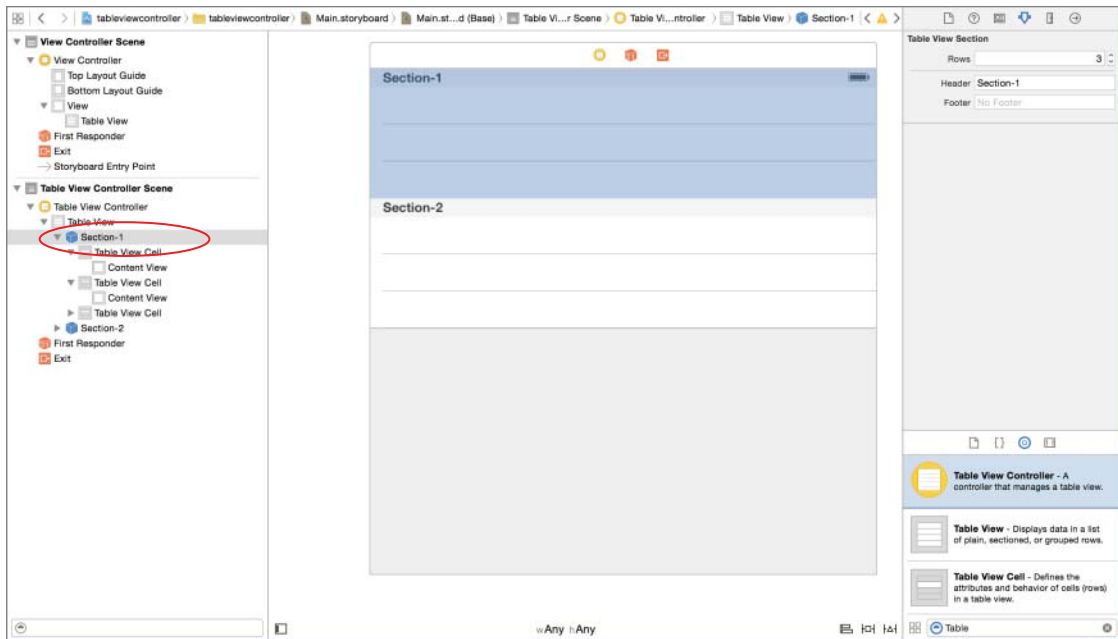 tableviewcontroller
tableviewcontroller
Main.storyboard
Main.st...d (Base)
Table Vi...r Scene
Table Vi...ntroller
Table View
Section-1
View Controller Scene
View Controller
Top Layout Guide
Bottom Layout Guide
View
Table View
First Responder
Exit
Storyboard Entry Point
Table View Controller Scene
Table View Controller
Table View
Section-1
Table View Cell
Content View
Table View Cell
Content View
Table View Cell
Section-2
First Responder
Exit
Section-1
Section-2
wAny hAny
Table View Section
Rows 3
Header Section-1
Footer No Footer
Table View Controller - A
controller that manages a table view.
Table View - Displays data in a list
of plain, sectioned, or grouped rows.
Table View Cell - Defines the
attributes and behavior of cells (rows)
in a table view.
Table